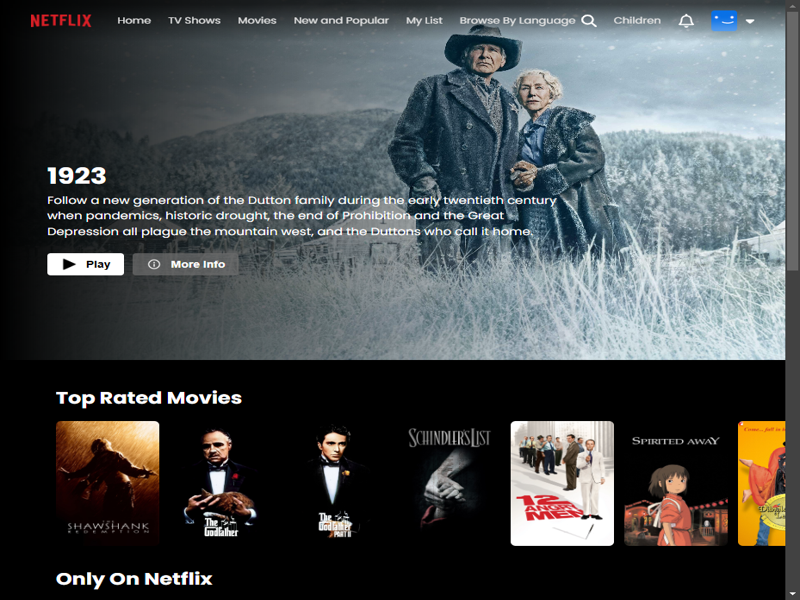 NETFLIX Home TV Shows Movies New and Popular My List Browse By Language Children
1923
Follow a new generation of the Dutton family during the early twentieth century
when pandemics, historic drought, the end of Prohibition and the Great
Depression all plague the mountain west, and the Duttons who call it home.
Play More Info
Top Rated Movies
THE
SHAWSHANK
REDEMPTION
The
Godfather
The
Godfather
PART II
SCHINDLER'S LIST
12
ANGRY
MEN
SPIRITED AWAY
Only On Netflix